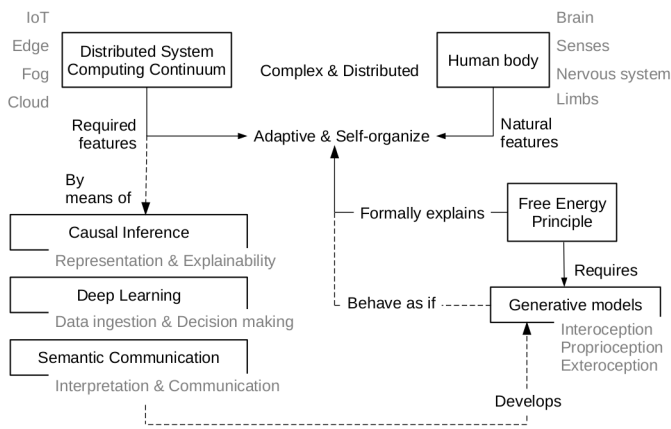 IoT
Edge
Fog
Cloud
Distributed System
Computing Continuum
Complex & Distributed
Human body
Brain
Senses
Nervous system
Limbs
Required
features
Adaptive & Self-organize
Natural
features
By
means of
Causal Inference
Representation & Explainability
Deep Learning
Data ingestion & Decision making
Semantic Communication
Interpretation & Communication
Formally explains
Free Energy
Principle
Requires
Behave as if
Generative models
Interoception
Proprioception
Exteroception
Develops